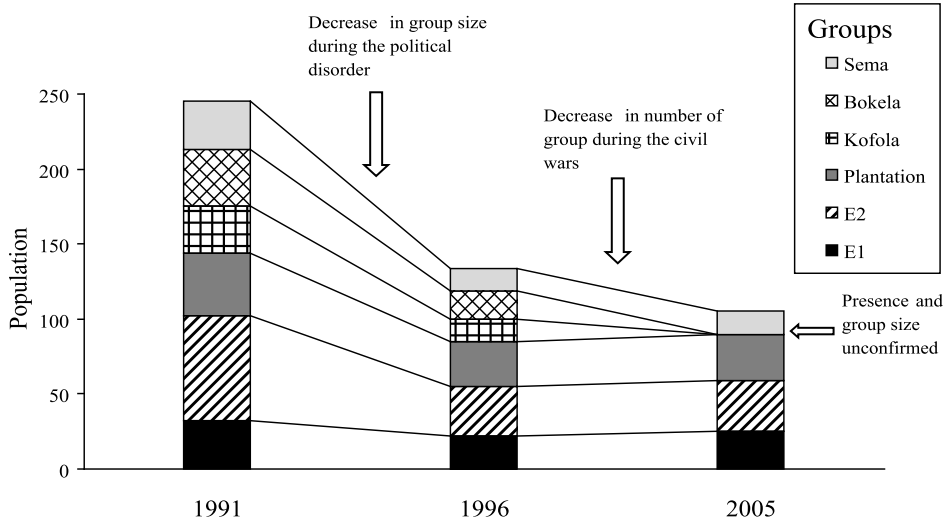 Decrease in group size
during the political
disorder
Decrease in number of
group during the civil
wars
Groups
Sema
Bokela
Kofola
Plantation
E2
E1
Presence and
group size
unconfirmed
Population
250
200
150
100
50
0
1991
1996
2005